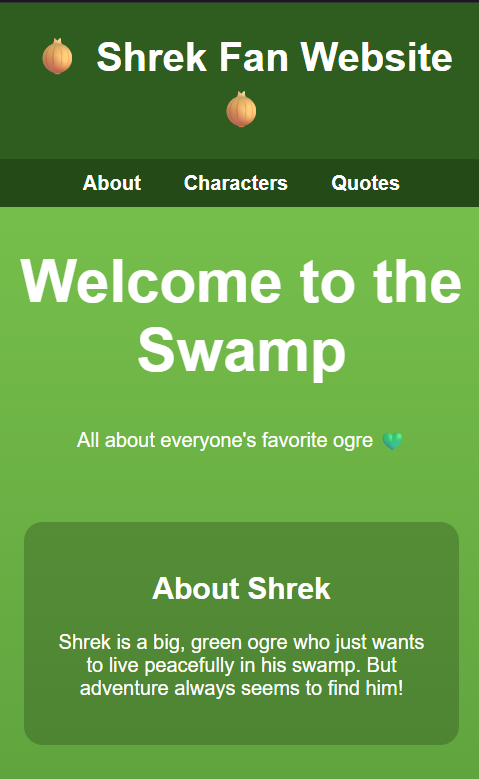 🧅 Shrek Fan Website
🧅
About Characters Quotes
Welcome to the
Swamp
All about everyone's favorite ogre 💚
About Shrek
Shrek is a big, green ogre who just wants
to live peacefully in his swamp. But
adventure always seems to find him!